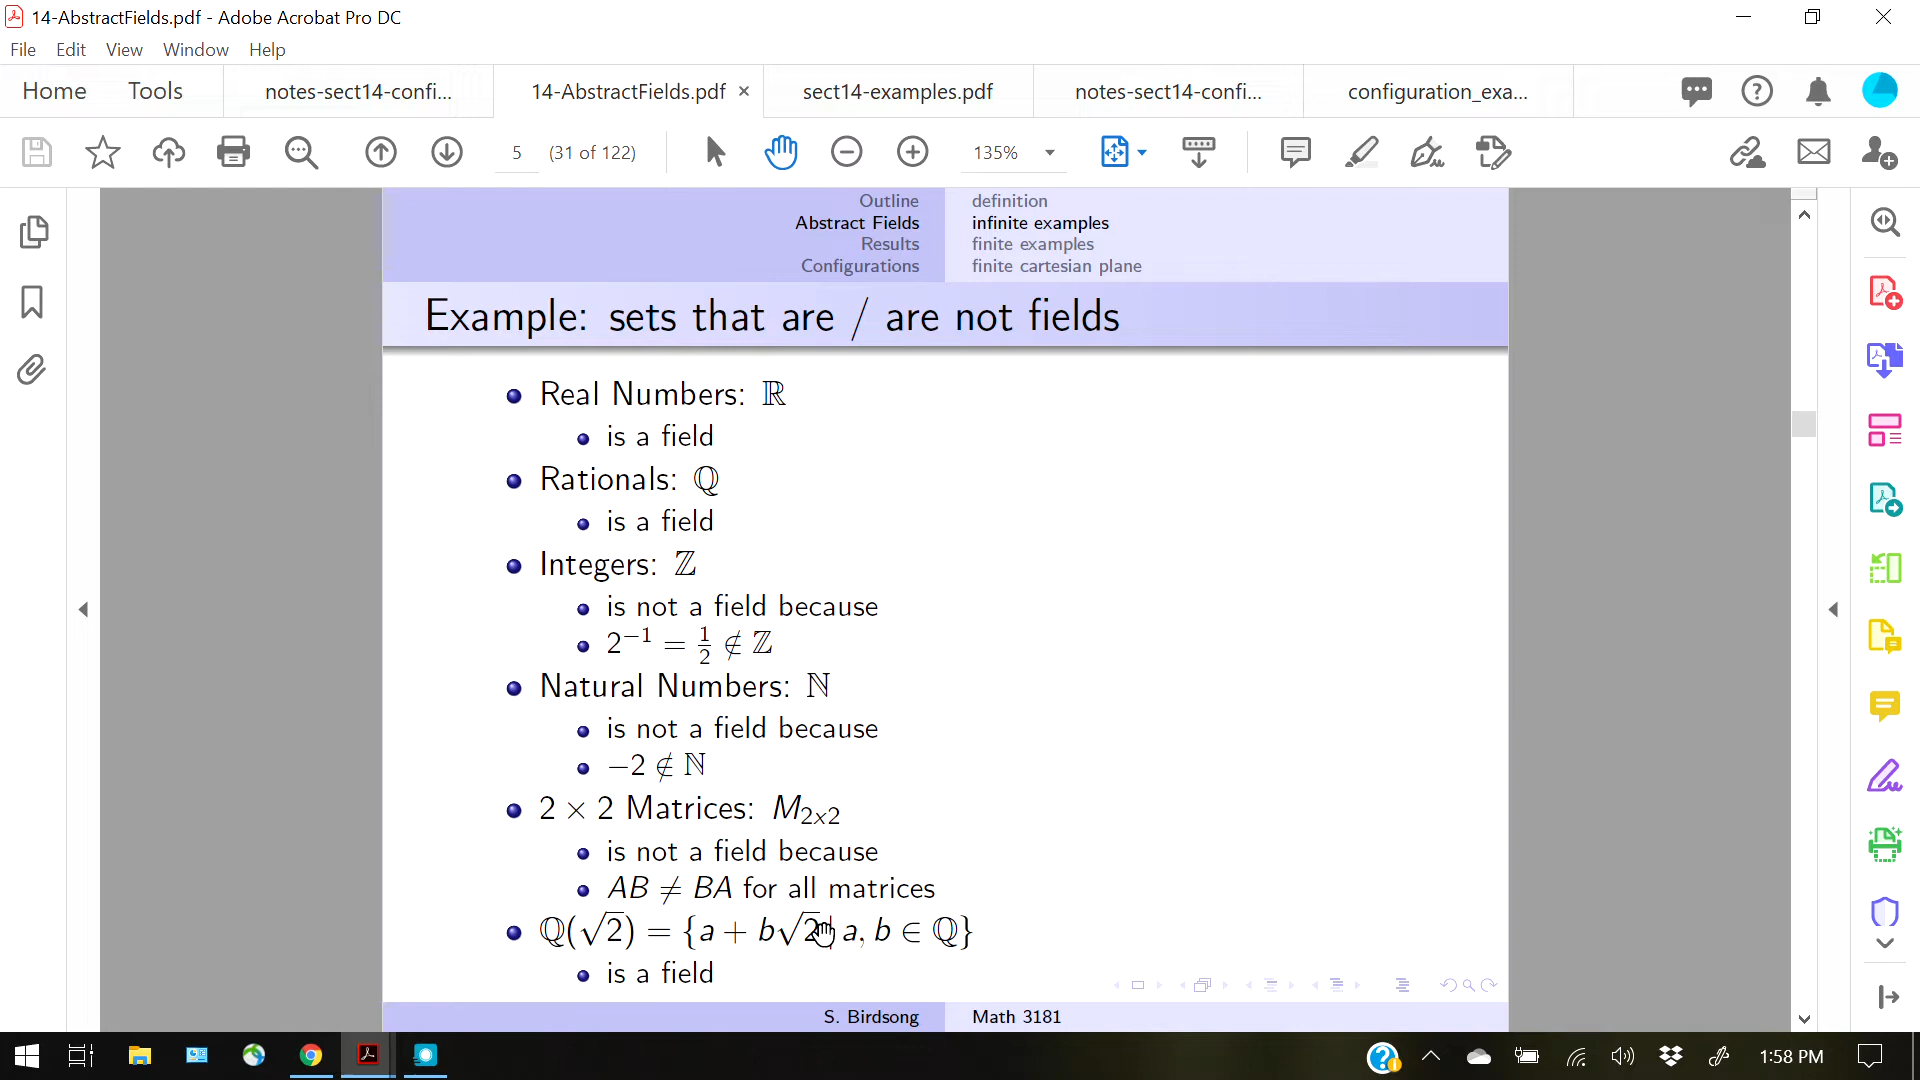 14-AbstractFields.pdf - Adobe Acrobat Pro DC
File Edit View Window Help
Home Tools notes-sect14-confi... 14-AbstractFields.pdf × sect14-examples.pdf notes-sect14-confi... configuration_exa...
5 (31 of 122) 135%
Outline definition
Abstract Fields infinite examples
Results finite examples
Configurations finite cartesian plane
Example: sets that are / are not fields
Real Numbers: ℝ
is a field
Rationals: ℚ
is a field
Integers: ℤ
is not a field because
2⁻¹ = 1/2 ∉ ℤ
Natural Numbers: ℕ
is not a field because
−2 ∉ ℕ
2 × 2 Matrices: M₂ₓ₂
is not a field because
AB ≠ BA for all matrices
ℚ(√2) = {a + b√2| a, b ∈ ℚ}
is a field
S. Birdsong Math 3181
1:58 PM